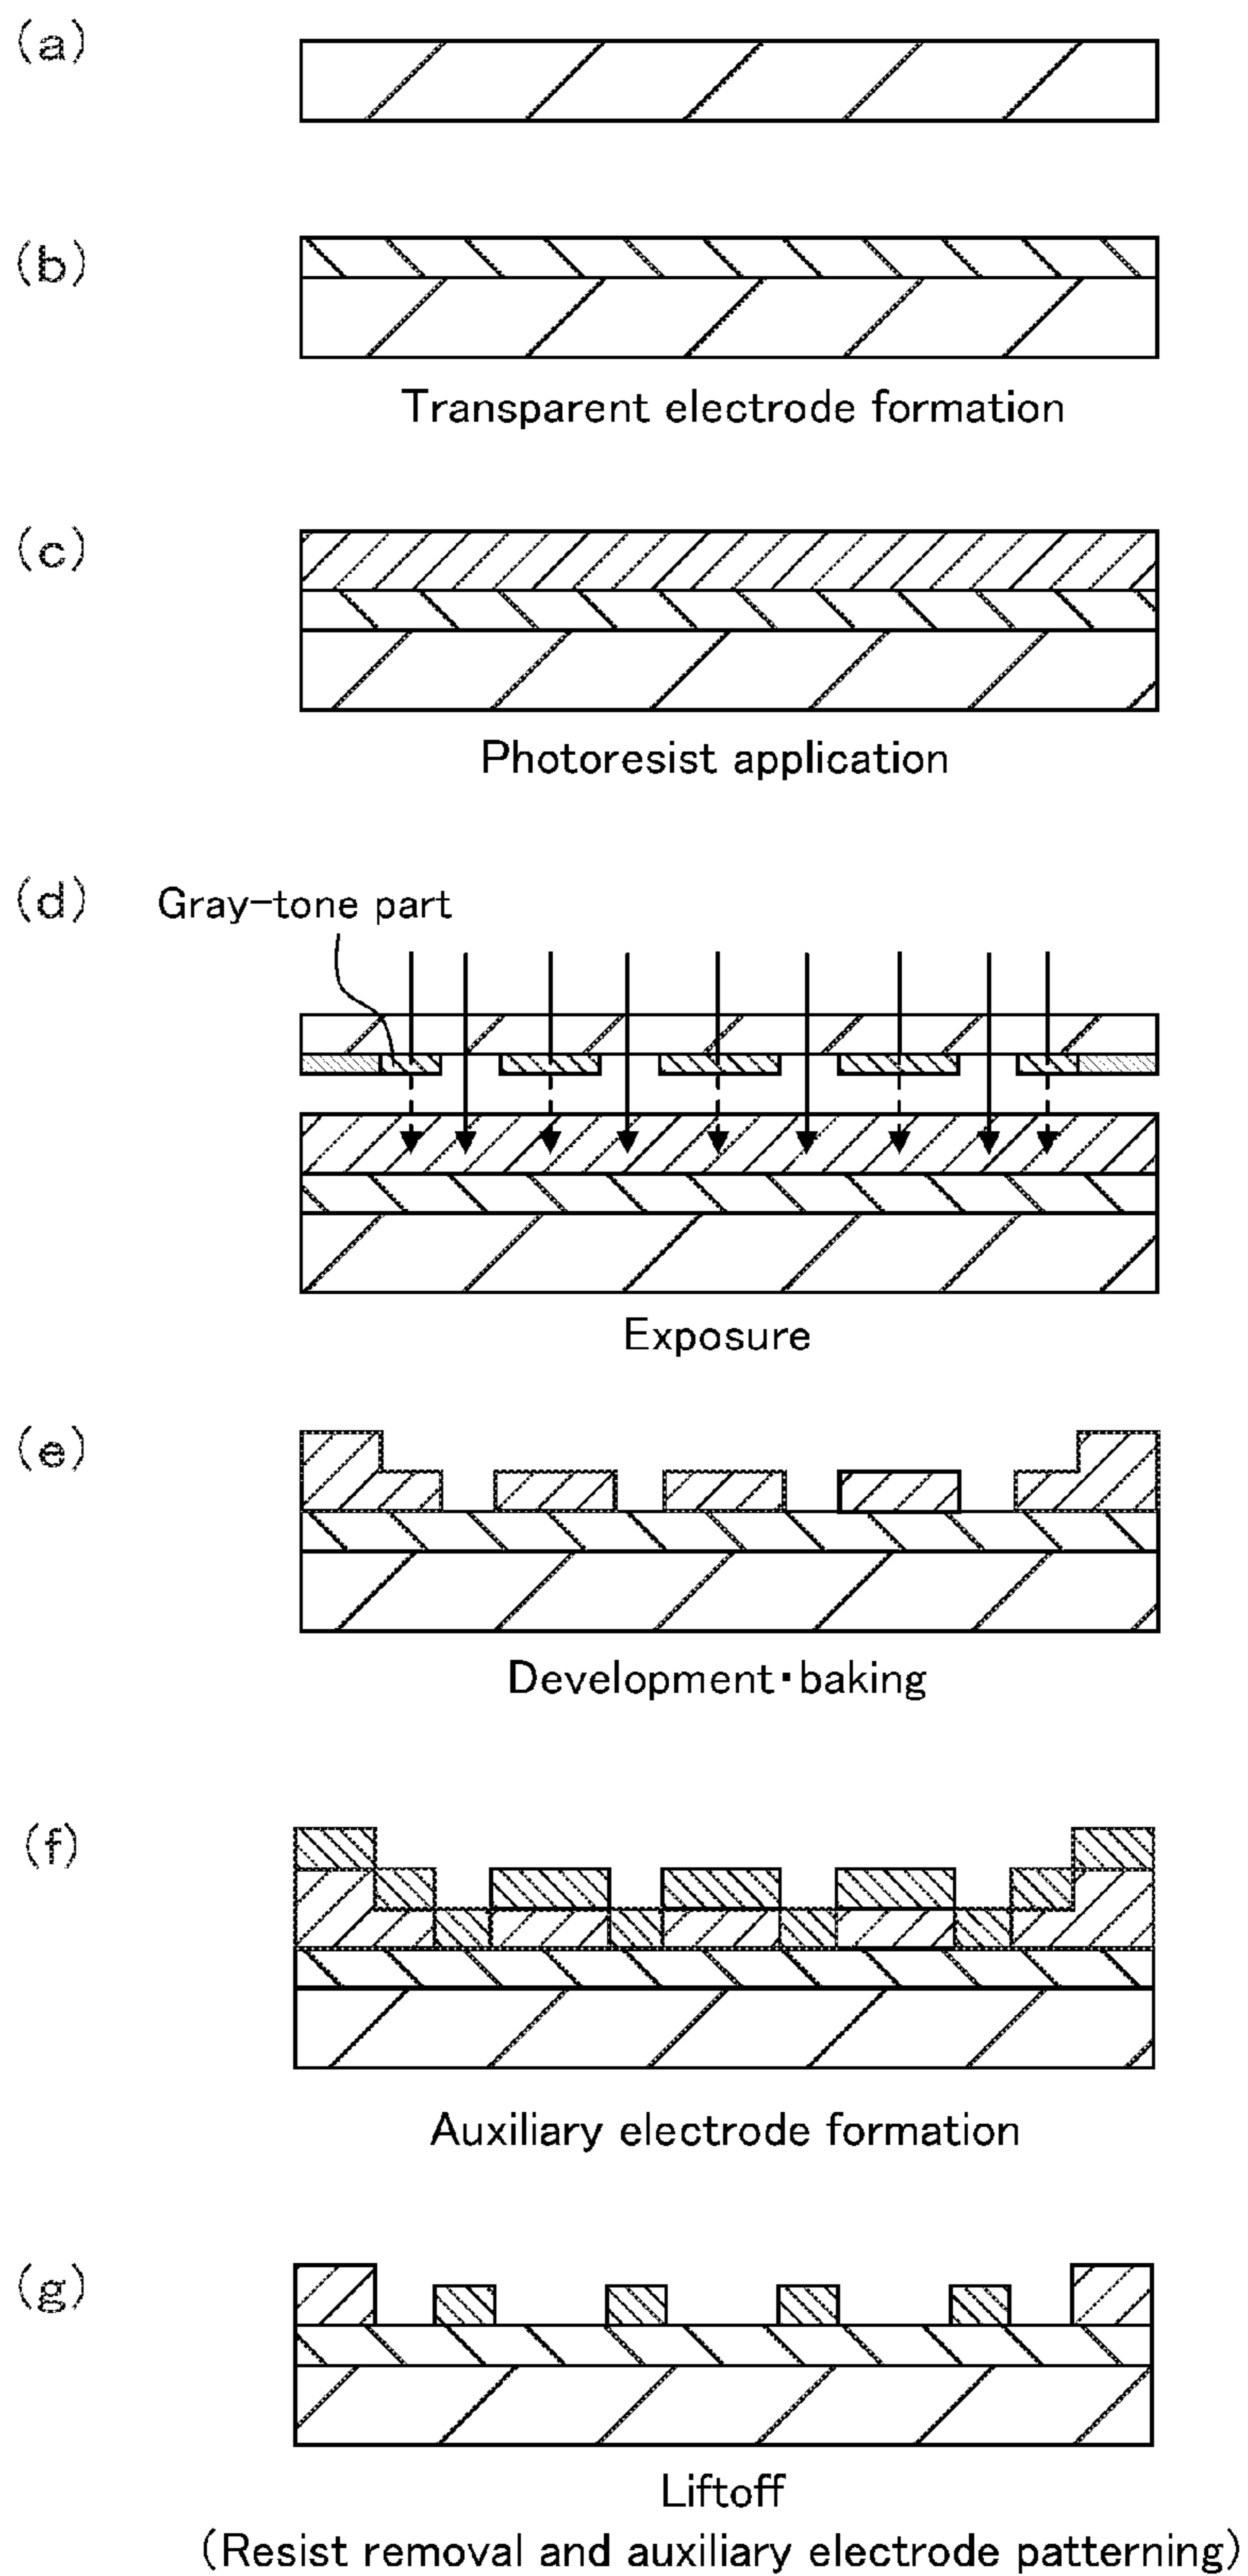 (a)
(b)
Transparent electrode formation
(c)
Photoresist application
(d)
Gray-tone part
Exposure
(e)
Development·baking
(f)
Auxiliary electrode formation
(g)
Liftoff
(Resist removal and auxiliary electrode patterning)